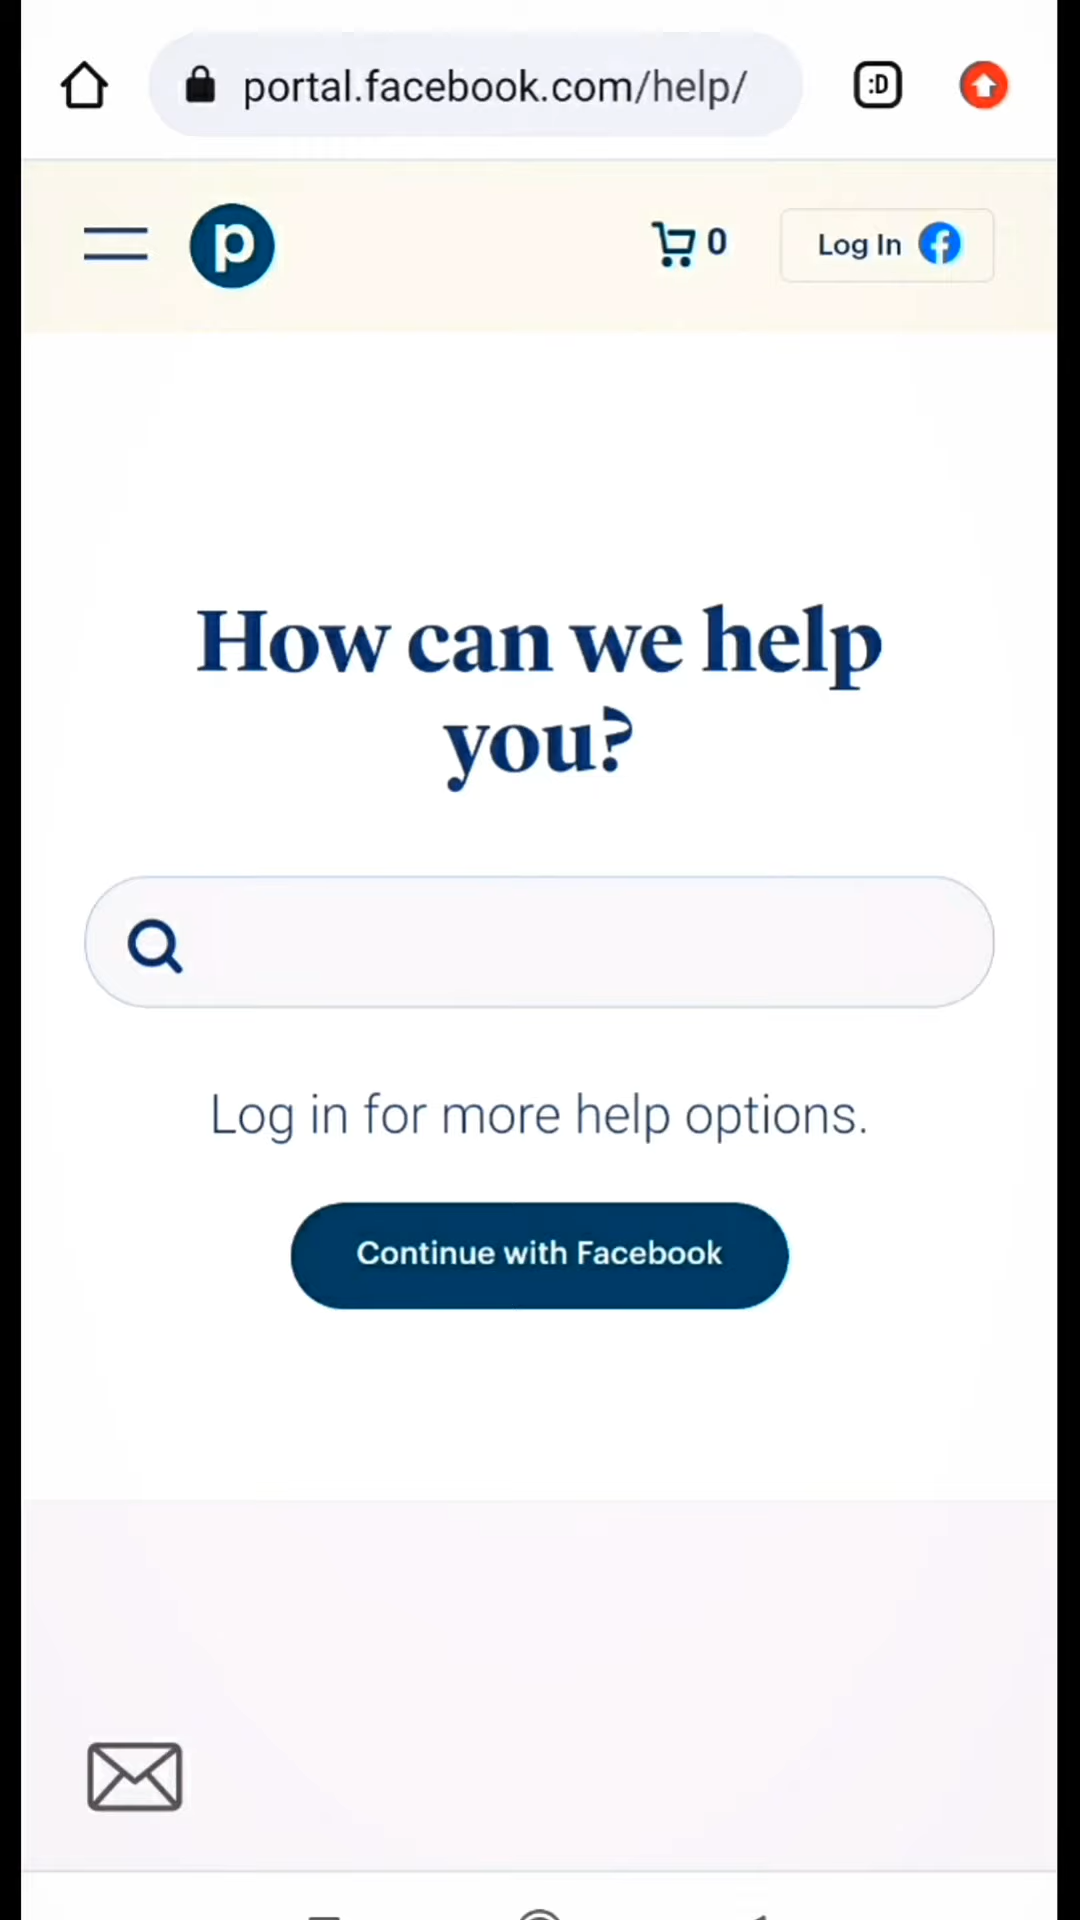 portal.facebook.com/help/
:D
p
0
Log In
How can we help
you?
Log in for more help options.
Continue with Facebook